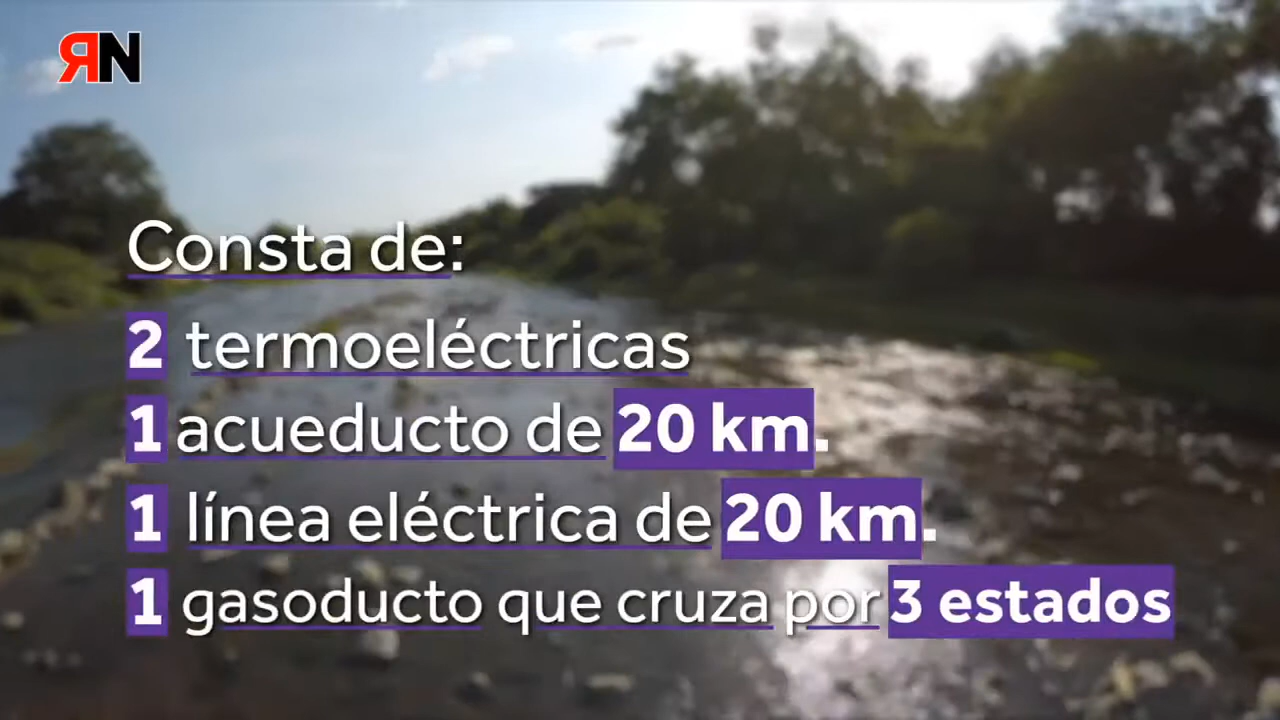 RN
Consta de:
2 termoeléctricas
1 acueducto de 20 km.
1 línea eléctrica de 20 km.
1 gasoducto que cruza por 3 estados